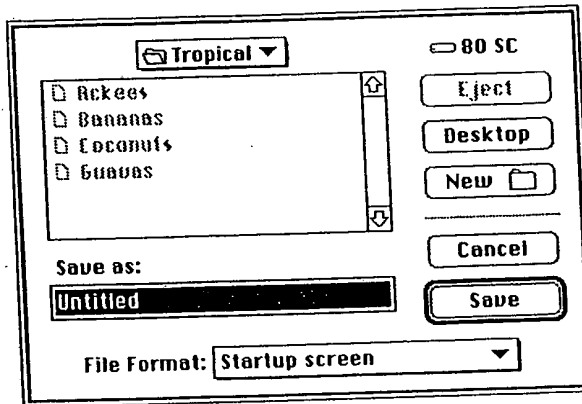 Tropical
80 SC
Ackees
Bananas
Coconuts
Guavas
Eject
Desktop
New
Save as:
Untitled
Cancel
Save
File Format: Startup screen